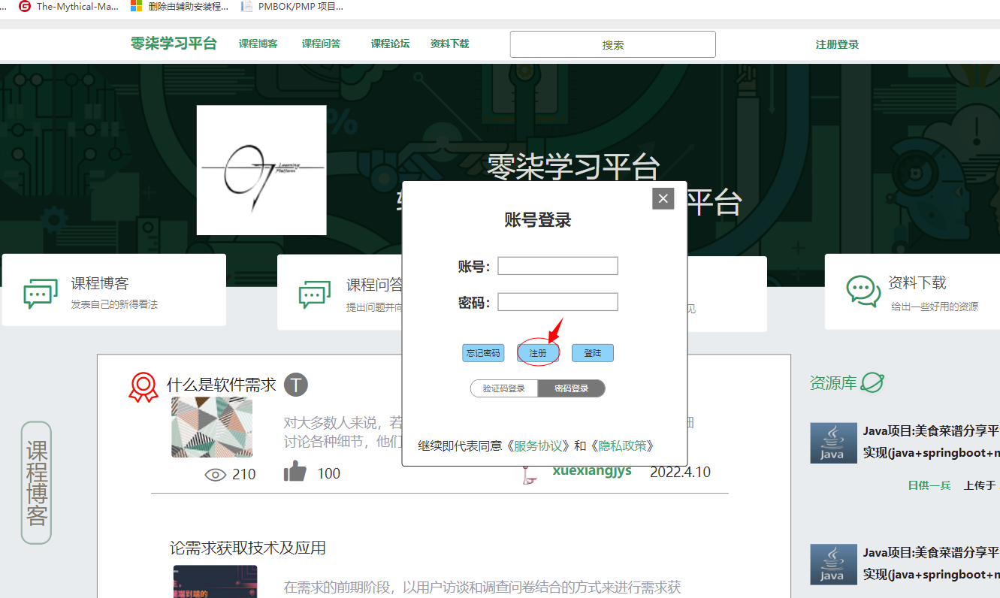 The-Mythical-Ma...
删除由辅助安装程...
PMBOK/PMP 项目...
零柒学习平台
课程博客
课程问答
课程论坛
资料下载
搜索
注册登录
Learning
Platform
零柒学习平台
平台
账号登录
账号:
密码:
忘记密码
注册
登陆
验证码登录
密码登录
继续即代表同意《服务协议》和《隐私政策》
课程博客
发表自己的新得看法
课程问答
提出问题并向
见
资料下载
给出一些好用的资源
课程博客
什么是软件需求
T
对大多数人来说，若
讨论各种细节，他们
210
100
xuexiangjys
2022.4.10
论需求获取技术及应用
在需求的前期阶段，以用户访谈和调查问卷结合的方式来进行需求获
资源库
Java
Java项目:美食菜谱分享平
实现(java+springboot+m
日供一兵
上传于
Java
Java项目:美食菜谱分享平
实现(java+springboot+m